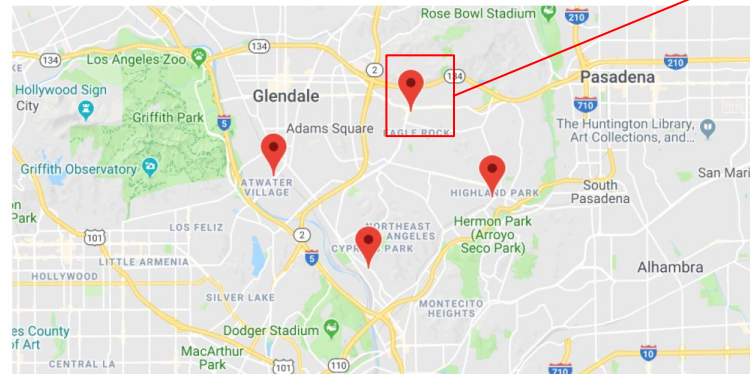 Rose Bowl Stadium
210
134
Los Angeles Zoo
134
2
134
Pasadena
210
Hollywood Sign
Glendale
710
City
Griffith Park
5
Adams Square
EAGLE ROCK
The Huntington Library,
Art Collections, and...
Griffith Observatory
ATWATER
VILLAGE
HIGHLAND PARK
South
Pasadena
San Mari
Park
LOS FELIZ
NORTHEAST
ANGELES
Hermon Park
(Arroyo
Seco Park)
101
2
CYPRESS PARK
5
LITTLE ARMENIA
HOLLYWOOD
Alhambra
SILVER LAKE
MONTECITO
HEIGHTS
es County
of Art
Dodger Stadium
MacArthur
Park
10
CENTRAL LA
101
110
710